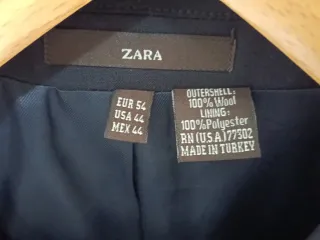 ZARA
EUR 54
USA 44
MEX 44
OUTERSHELL:
100% Wool
LINING:
100%Polyester
RN(U.S.A)77302
MADE IN TURKEY